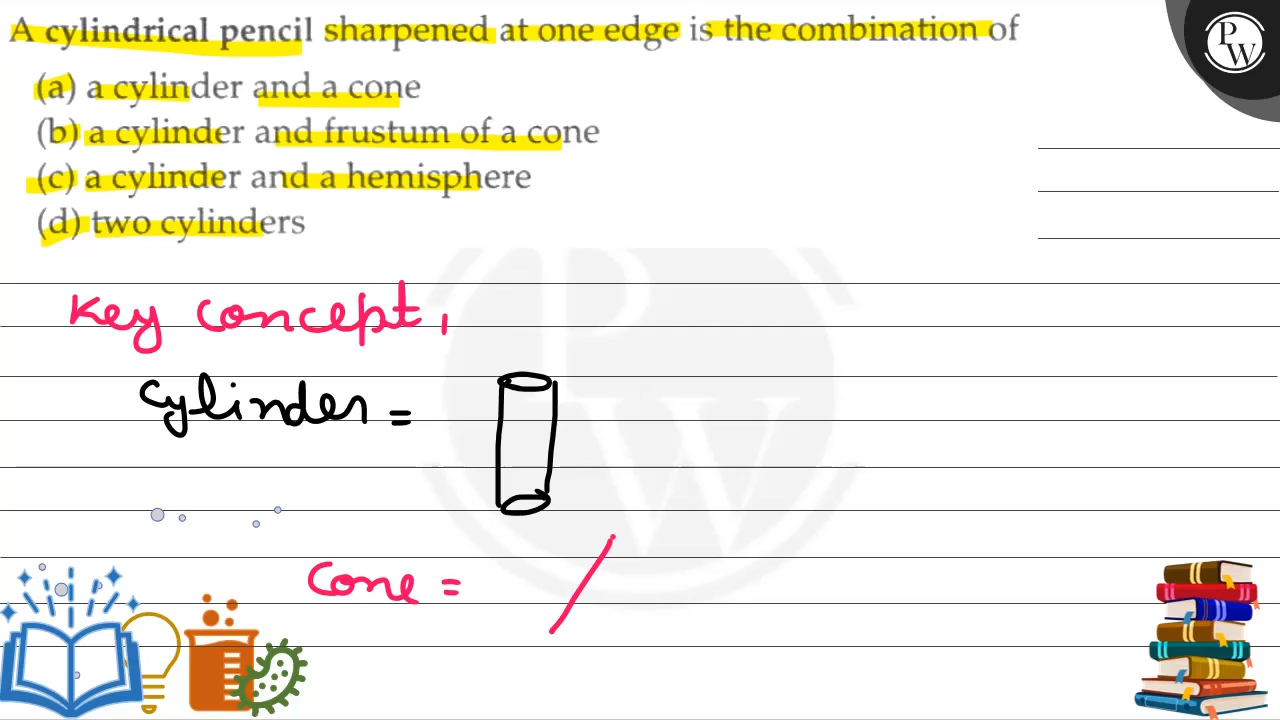 A cylindrical pencil sharpened at one edge is the combination of
(a) a cylinder and a cone
(b) a cylinder and frustum of a cone
(c) a cylinder and a hemisphere
(d) two cylinders
PW
Key concept,
Cylinder =
Cone =